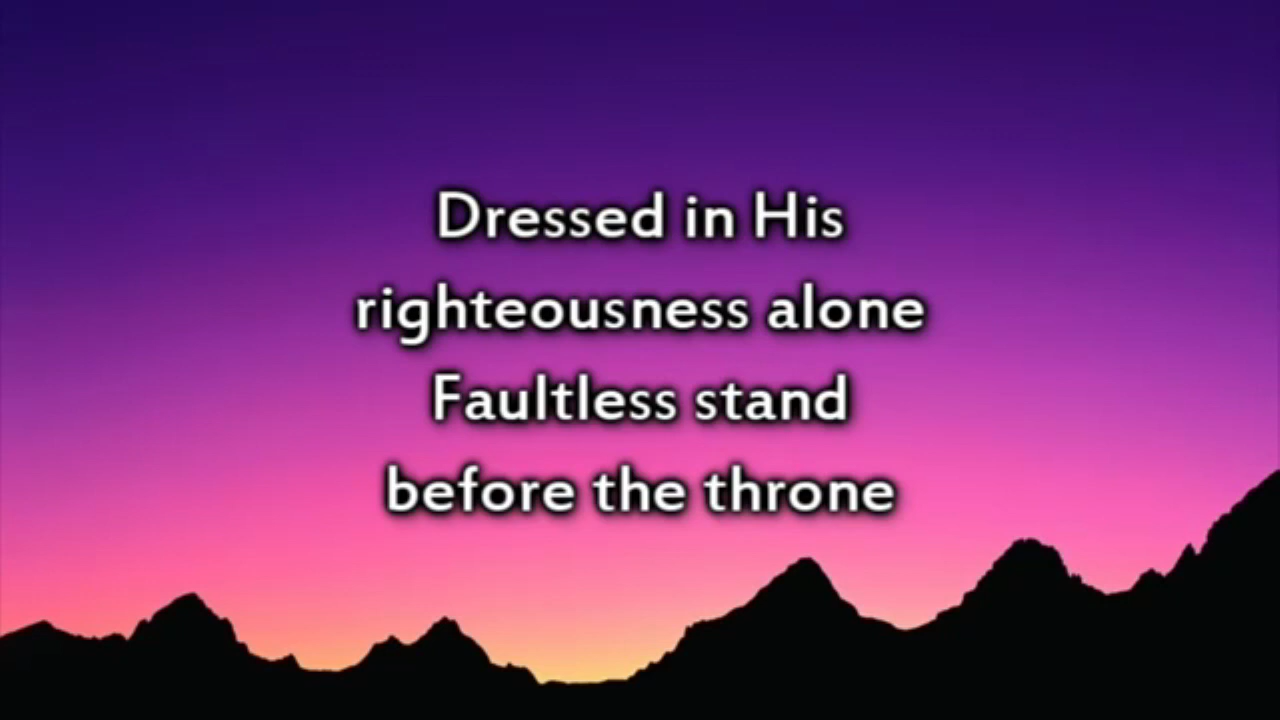 Dressed in His
righteousness alone
Faultless stand
before the throne